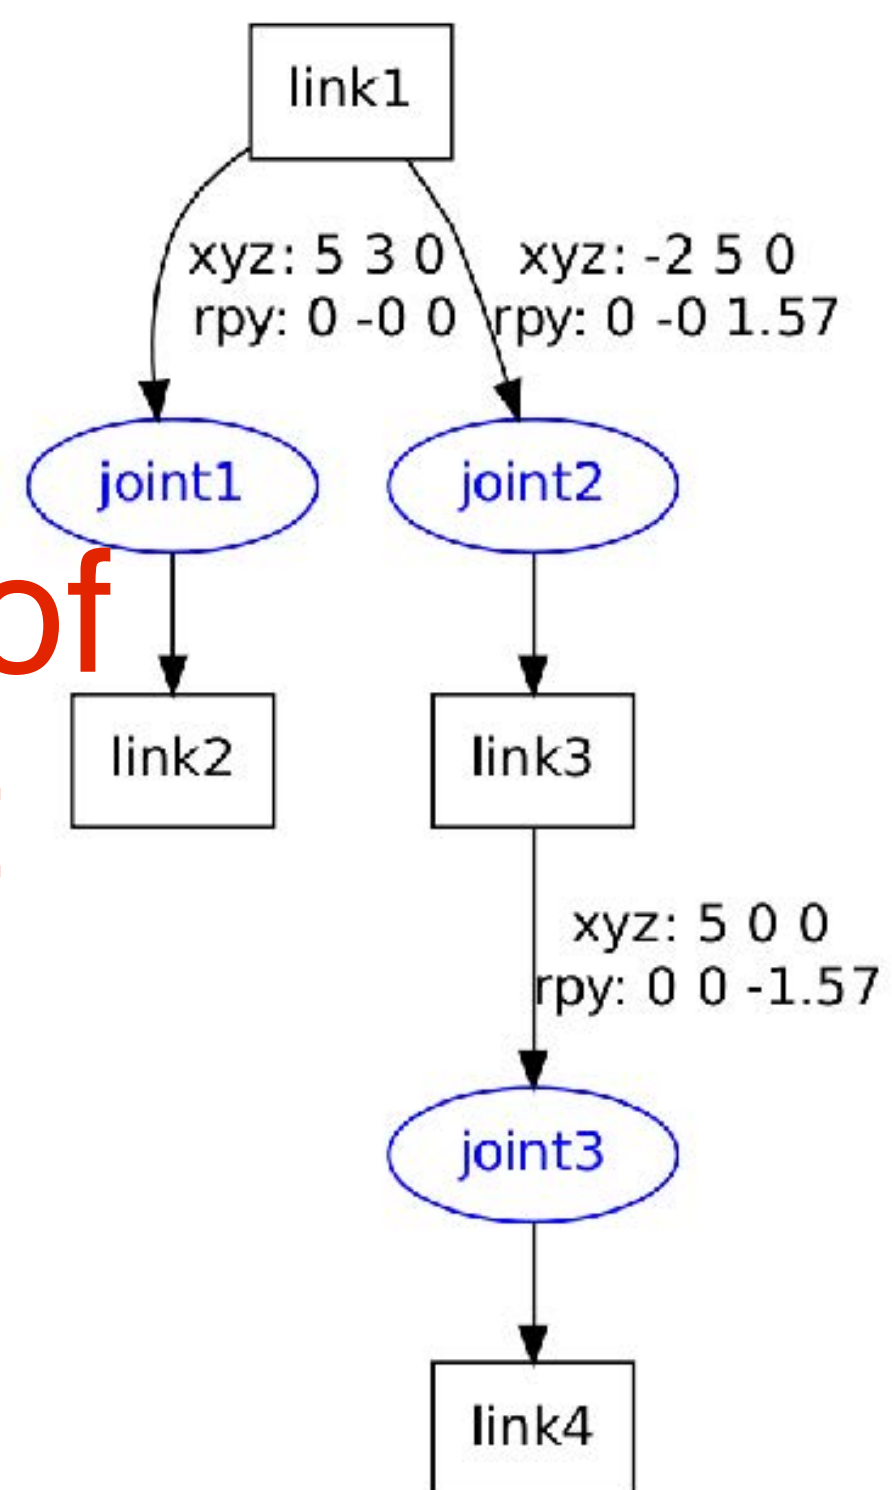 link1
xyz: 5 3 0
rpy: 0 -0 0
xyz: -2 5 0
rpy: 0 -0 1.57
joint1
joint2
of
link2
link3
xyz: 5 0 0
rpy: 0 0 -1.57
joint3
link4